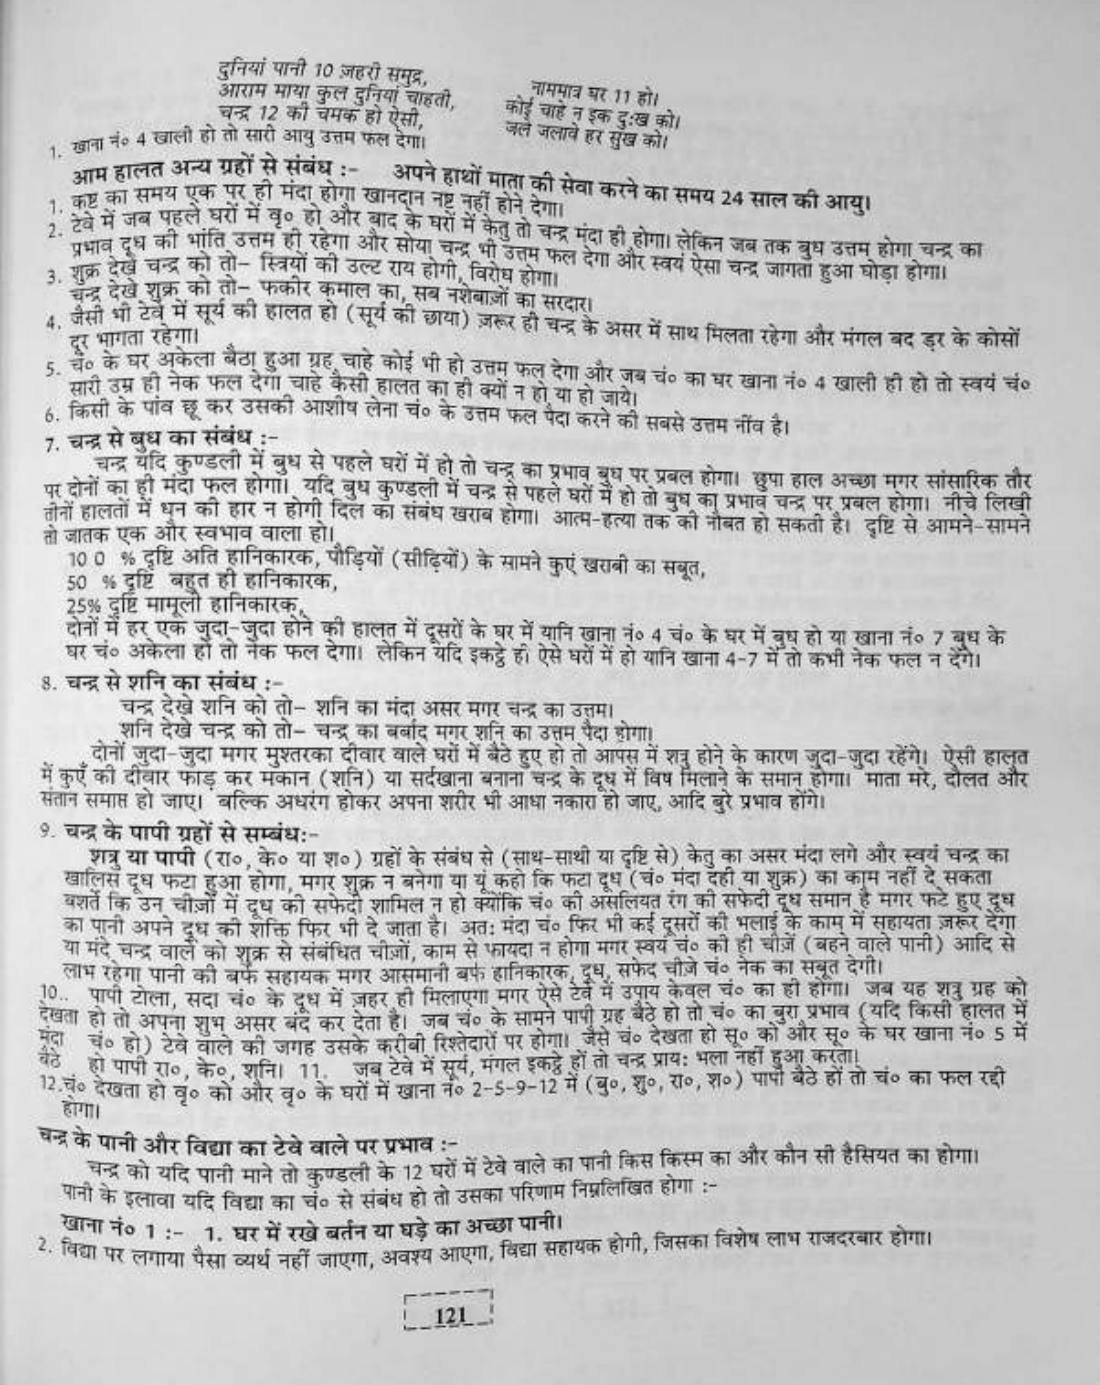 दुनियां पानी 10 ज़हरी समुद्र, नाममात्र घर 11 हो।
आराम माया कुल दुनियां चाहती, कोई चाहे न इक दुःख को।
चन्द्र 12 की चमक हो ऐसी, जले जलावे हर सुख को।
1. खाना नं० 4 खाली हो तो सारी आयु उत्तम फल देगा।
आम हालत अन्य ग्रहों से संबंध :- अपने हाथों माता की सेवा करने का समय 24 साल की आयु।
1. कष्ट का समय एक पर ही मंदा होगा खानदान नष्ट नहीं होने देगा।
2. टेवे में जब पहले घरों में वृ० हो और बाद के घरों में केतु तो चन्द्र मंदा ही होगा। लेकिन जब तक बुध उत्तम होगा चन्द्र का
प्रभाव दूध की भांति उत्तम ही रहेगा और सोया चन्द्र भी उत्तम फल देगा और स्वयं ऐसा चन्द्र जागता हुआ घोड़ा होगा।
3. शुक्र देखे चन्द्र को तो- स्त्रियों की उल्ट राय होगी, विरोध होगा।
चन्द्र देखे शुक्र को तो- फकीर कमाल का, सब नशेबाज़ों का सरदार।
4. जैसी भी टेवे में सूर्य की हालत हो (सूर्य की छाया) ज़रूर ही चन्द्र के असर में साथ मिलता रहेगा और मंगल बद डर के कोसों
दूर भागता रहेगा।
5. चं० के घर अकेला बैठा हुआ ग्रह चाहे कोई भी हो उत्तम फल देगा और जब चं० का घर खाना नं० 4 खाली ही हो तो स्वयं चं०
सारी उम्र ही नेक फल देगा चाहे कैसी हालत का ही क्यों न हो या हो जाये।
6. किसी के पांव छू कर उसकी आशीष लेना चं० के उत्तम फल पैदा करने की सबसे उत्तम नींव है।
7. चन्द्र से बुध का संबंध :-
चन्द्र यदि कुण्डली में बुध से पहले घरों में हो तो चन्द्र का प्रभाव बुध पर प्रबल होगा। छुपा हाल अच्छा मगर सांसारिक तौर
पर दोनों का ही मंदा फल होगा। यदि बुध कुण्डली में चन्द्र से पहले घरों में हो तो बुध का प्रभाव चन्द्र पर प्रबल होगा। नीचे लिखी
तीनों हालतों में धन की हार न होगी दिल का संबंध खराब होगा। आत्म-हत्या तक की नौबत हो सकती है। दृष्टि से आमने-सामने
तो जातक एक और स्वभाव वाला हो।
10 0 % दृष्टि अति हानिकारक, पौड़ियों (सीढ़ियों) के सामने कुएं खराबी का सबूत,
50 % दृष्टि बहुत ही हानिकारक,
25% दृष्टि मामूली हानिकारक,
दोनों में हर एक जुदा-जुदा होने की हालत में दूसरों के घर में यानि खाना नं० 4 चं० के घर में बुध हो या खाना नं० 7 बुध के
घर चं० अकेला हो तो नेक फल देगा। लेकिन यदि इकट्ठे ही ऐसे घरों में हो यानि खाना 4-7 में तो कभी नेक फल न देंगे।
8. चन्द्र से शनि का संबंध :-
चन्द्र देखे शनि को तो- शनि का मंदा असर मगर चन्द्र का उत्तम।
शनि देखे चन्द्र को तो- चन्द्र का बर्बाद मगर शनि का उत्तम पैदा होगा।
दोनों जुदा-जुदा मगर मुश्तरका दीवार वाले घरों में बैठे हुए हो तो आपस में शत्रु होने के कारण जुदा-जुदा रहेंगे। ऐसी हालत
में कुएँ की दीवार फाड़ कर मकान (शनि) या सर्दखाना बनाना चन्द्र के दूध में विष मिलाने के समान होगा। माता मरे, दौलत और
संतान समाप्त हो जाए। बल्कि अधरंग होकर अपना शरीर भी आधा नकारा हो जाए, आदि बुरे प्रभाव होंगे।
9. चन्द्र के पापी ग्रहों से सम्बंध:-
शत्रु या पापी (रा०, के० या श०) ग्रहों के संबंध से (साथ-साथी या दृष्टि से) केतु का असर मंदा लगे और स्वयं चन्द्र का
खालिस दूध फटा हुआ होगा, मगर शुक्र न बनेगा या यूं कहो कि फटा दूध (चं० मंदा दही या शुक्र) का काम नहीं दे सकता
बशर्ते कि उन चीज़ों में दूध की सफेदी शामिल न हो क्योंकि चं० की असलियत रंग की सफेदी दूध समान है मगर फटे हुए दूध
का पानी अपने दूध की शक्ति फिर भी दे जाता है। अतः मंदा चं० फिर भी कई दूसरों की भलाई के काम में सहायता ज़रूर देगा
या मंदे चन्द्र वाले को शुक्र से संबंधित चीज़ों, काम से फायदा न होगा मगर स्वयं चं० की ही चीज़ें (बहने वाले पानी) आदि से
लाभ रहेगा पानी की बर्फ सहायक मगर आसमानी बर्फ हानिकारक, दूध, सफेद चीज़े चं० नेक का सबूत देगी।
10.. पापी टोला, सदा चं० के दूध में ज़हर ही मिलाएगा मगर ऐसे टेवे में उपाय केवल चं० का ही होगा। जब यह शत्रु ग्रह को
देखता हो तो अपना शुभ असर बंद कर देता है। जब चं० के सामने पापी ग्रह बैठे हो तो चं० का बुरा प्रभाव (यदि किसी हालत में
मंदा चं० हो) टेवे वाले की जगह उसके करीबी रिश्तेदारों पर होगा। जैसे चं० देखता हो सू० को और सू० के घर खाना नं० 5 में
बैठे हो पापी रा०, के०, शनि। 11. जब टेवे में सूर्य, मंगल इकट्ठे हों तो चन्द्र प्रायः भला नहीं हुआ करता।
12.चं० देखता हो वृ० को और वृ० के घरों में खाना नं० 2-5-9-12 में (बु०, शु०, रा०, श०) पापी बैठे हों तो चं० का फल रद्दी
होगा।
चन्द्र के पानी और विद्या का टेवे वाले पर प्रभाव :-
चन्द्र को यदि पानी माने तो कुण्डली के 12 घरों में टेवे वाले का पानी किस किस्म का और कौन सी हैसियत का होगा।
पानी के इलावा यदि विद्या का चं० से संबंध हो तो उसका परिणाम निम्नलिखित होगा :-
खाना नं० 1 :- 1. घर में रखे बर्तन या घड़े का अच्छा पानी।
2. विद्या पर लगाया पैसा व्यर्थ नहीं जाएगा, अवश्य आएगा, विद्या सहायक होगी, जिसका विशेष लाभ राजदरबार होगा।
121